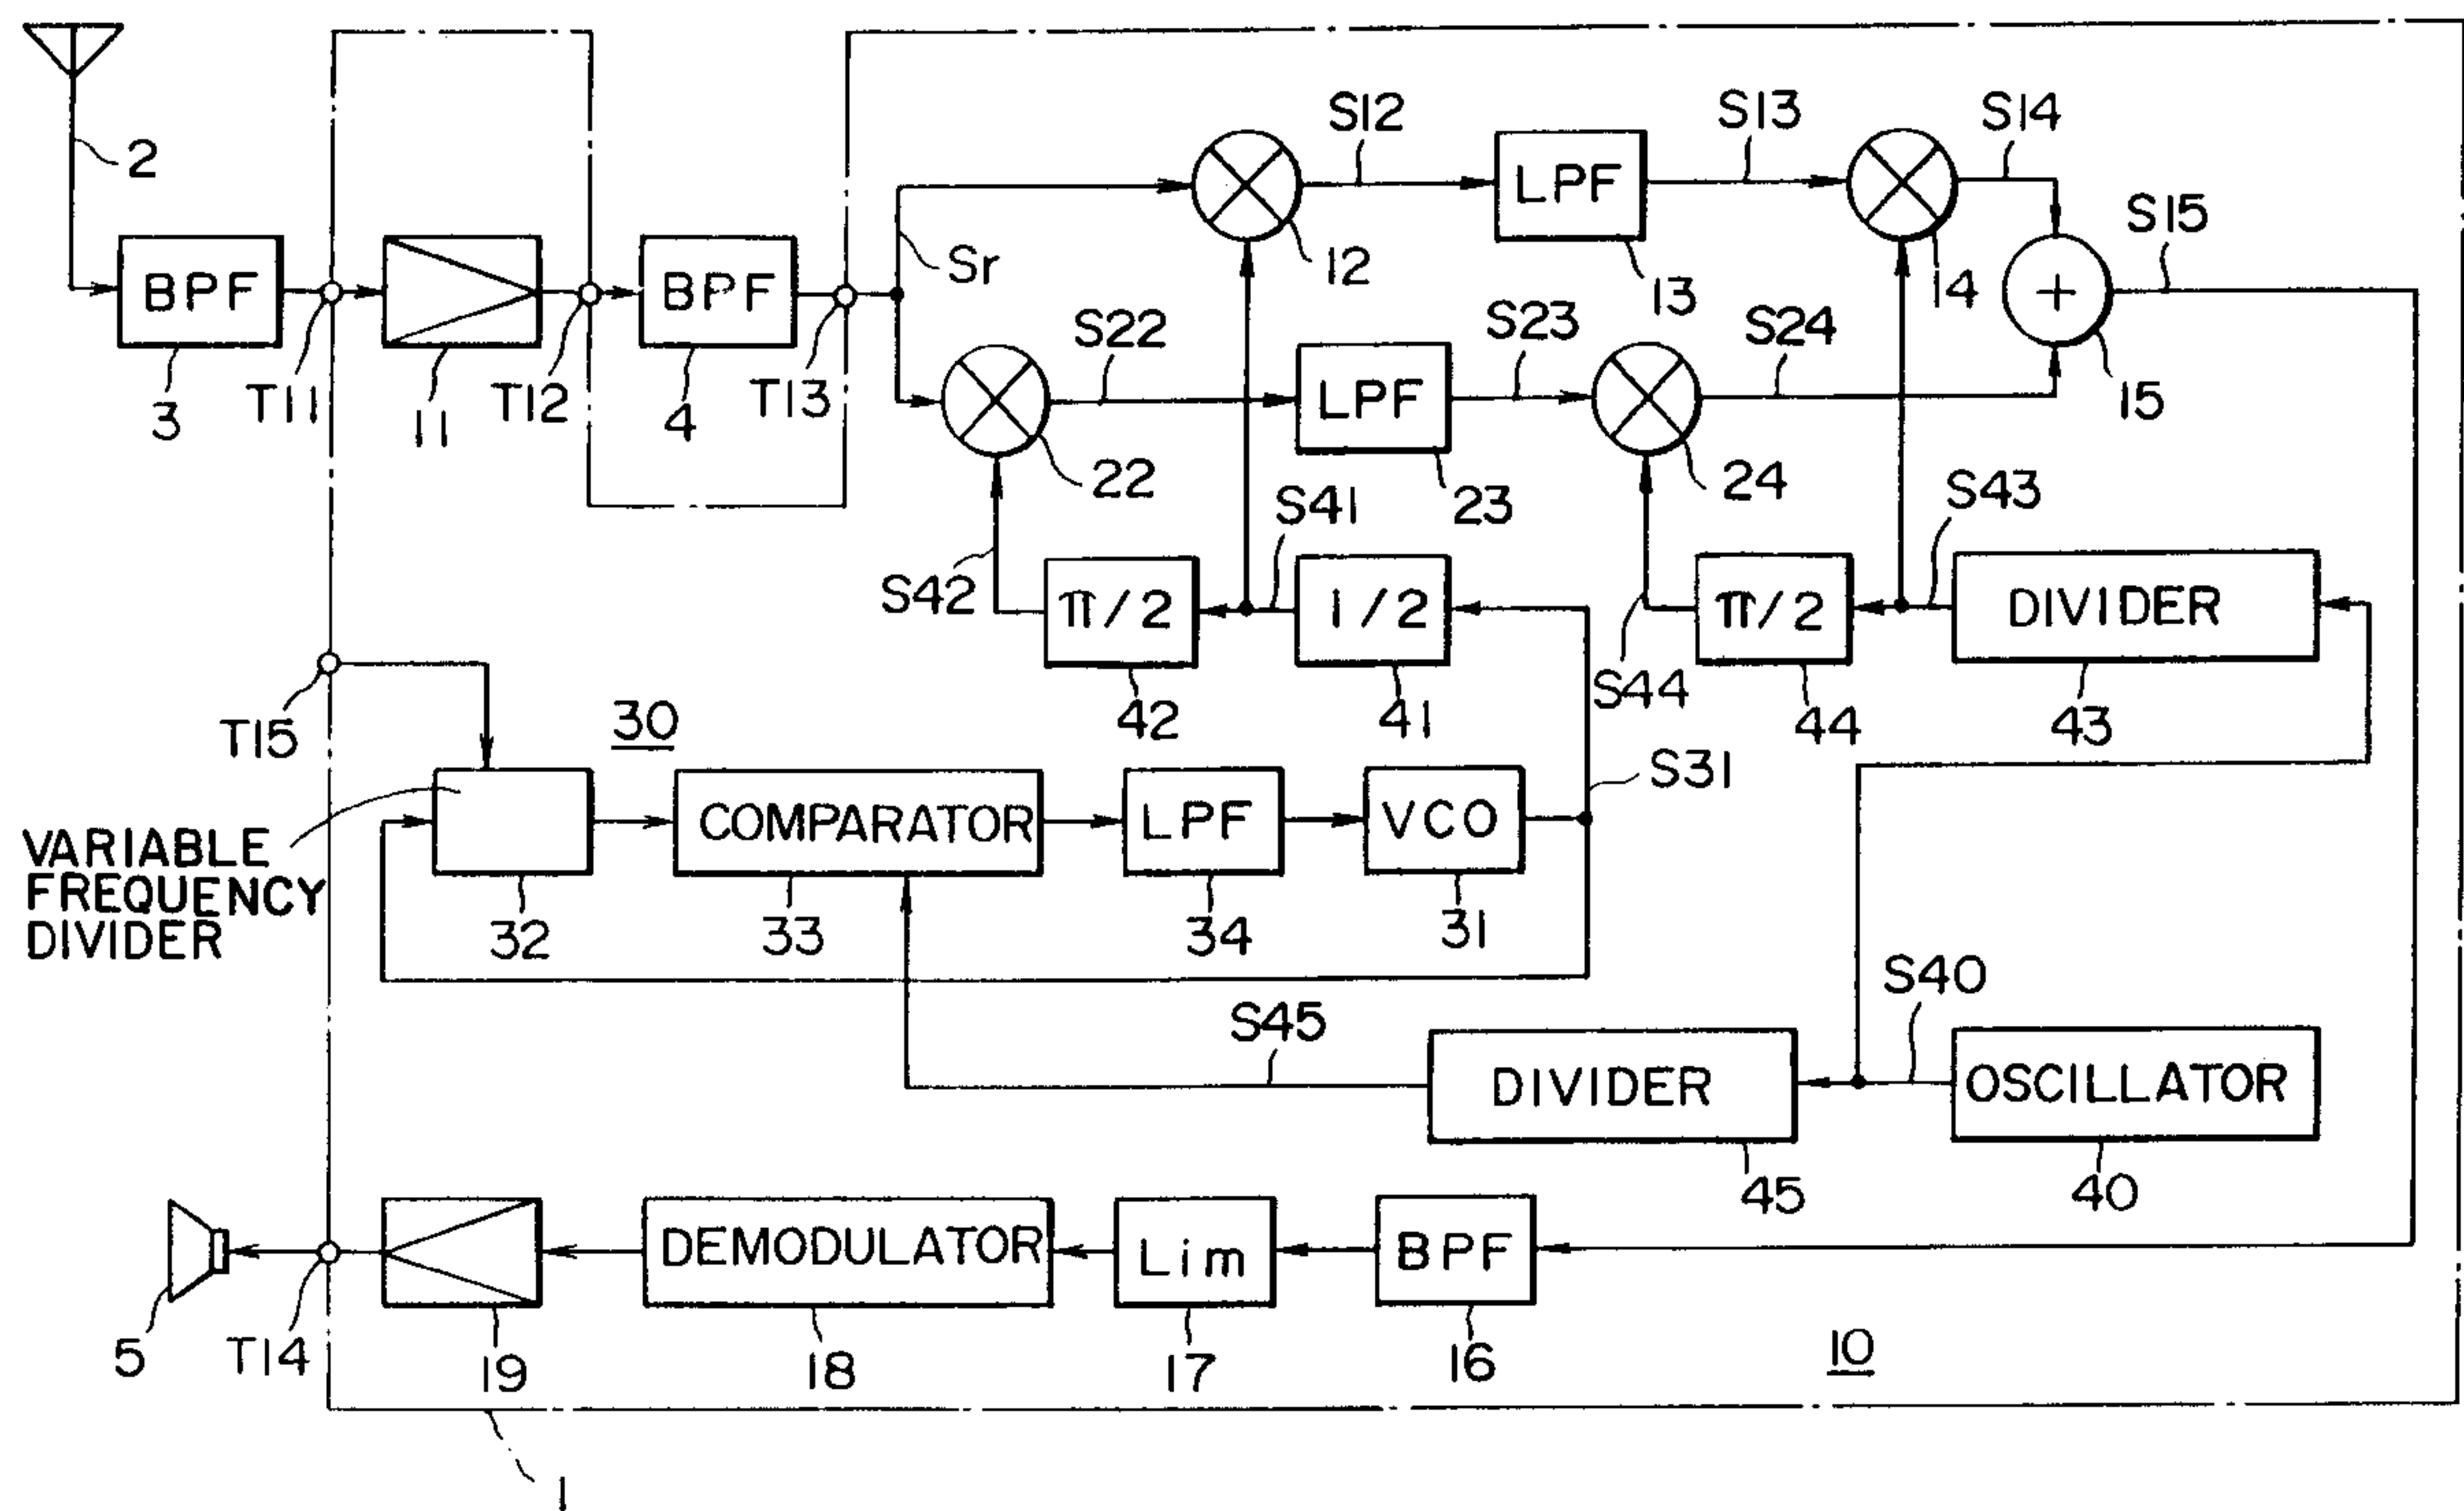 S12
S13
S14
2
LPF
S15
BPF
BPF
Sr
12
13
14
+
S22
S23
S24
3
T11
11
T12
4
T13
LPF
15
22
23
24
S41
S43
S42
π/2
1/2
π/2
DIVIDER
S44
T15
30
42
41
44
43
S31
COMPARATOR
LPF
VCO
VARIABLE
FREQUENCY
DIVIDER
32
33
34
31
S40
S45
DIVIDER
OSCILLATOR
45
40
DEMODULATOR
Lim
BPF
5
T14
19
18
17
16
10
1